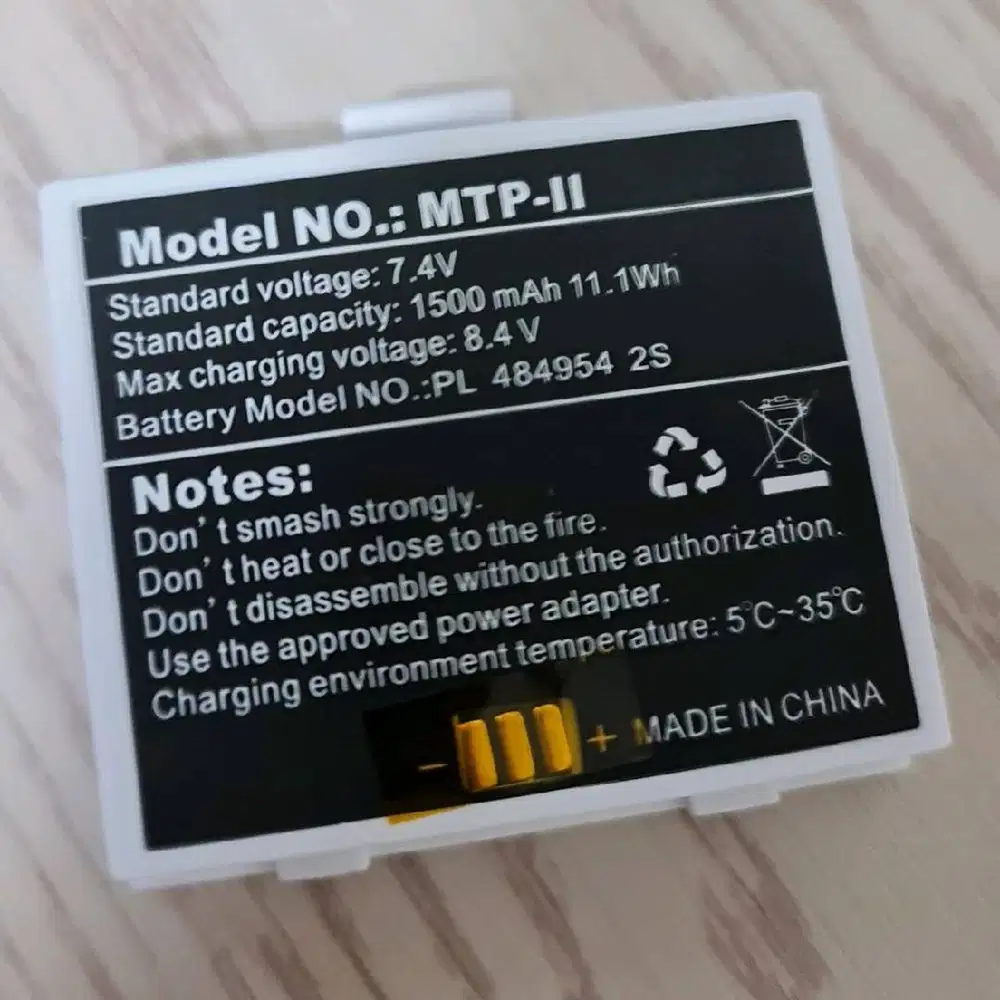 Model NO.: MTP-II
Standard voltage: 7.4V
Standard capacity: 1500 mAh 11.1Wh
Max charging voltage: 8.4 V
Battery Model NO.:PL 484954 2S
Notes:
Don't smash strongly.
Don't heat or close to the fire.
Don't disassemble without the authorization.
Use the approved power adapter.
Charging environment temperature: 5℃~35℃
- + MADE IN CHINA